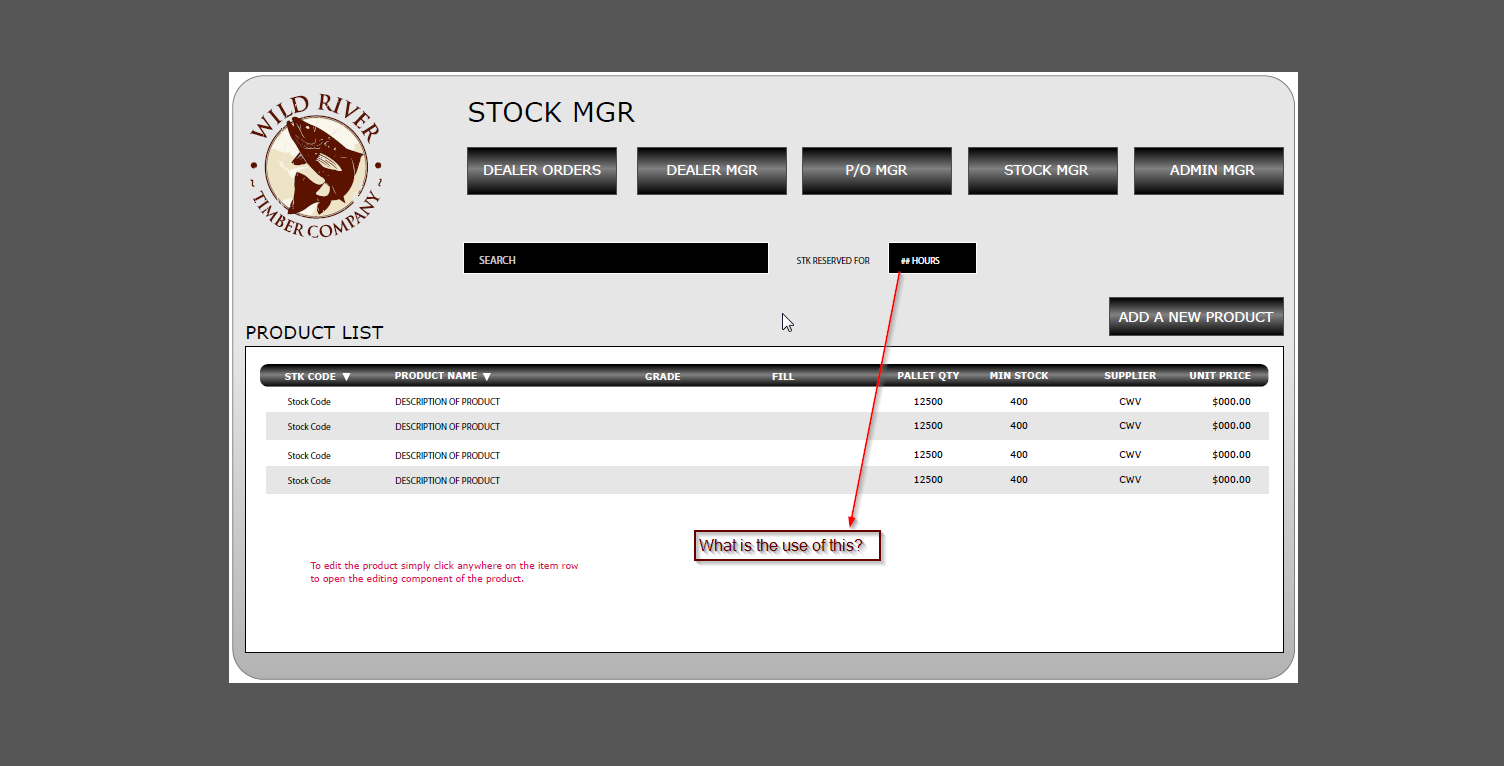 WILD RIVER
TIMBER COMPANY
STOCK MGR
DEALER ORDERS DEALER MGR P/O MGR STOCK MGR ADMIN MGR
SEARCH STK RESERVED FOR ## HOURS
ADD A NEW PRODUCT
PRODUCT LIST
STK CODE ▼ PRODUCT NAME ▼ GRADE FILL PALLET QTY MIN STOCK SUPPLIER UNIT PRICE
Stock Code DESCRIPTION OF PRODUCT 12500 400 CWV $000.00
Stock Code DESCRIPTION OF PRODUCT 12500 400 CWV $000.00
Stock Code DESCRIPTION OF PRODUCT 12500 400 CWV $000.00
Stock Code DESCRIPTION OF PRODUCT 12500 400 CWV $000.00
What is the use of this?
To edit the product simply click anywhere on the item row
to open the editing component of the product.